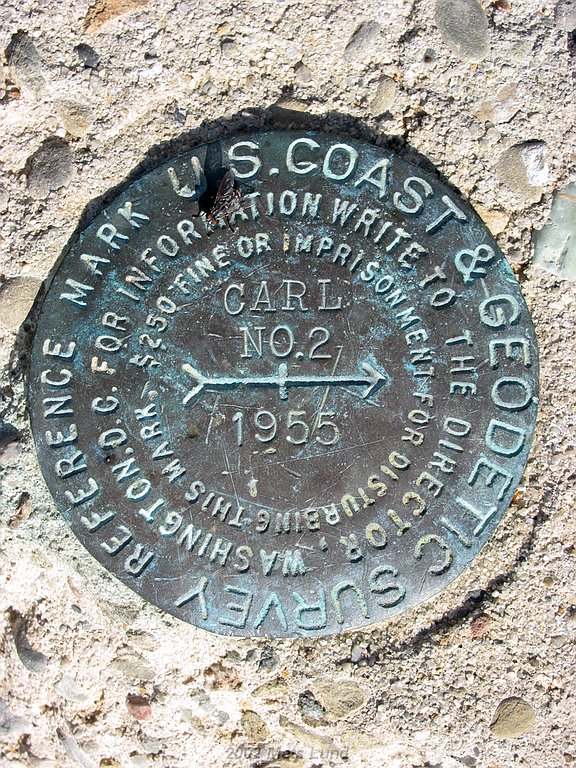 U.S. COAST & GEODETIC SURVEY
REFERENCE MARK
FOR INFORMATION WRITE TO THE DIRECTOR, WASHINGTON, D.C.
$250 FINE OR IMPRISONMENT FOR DISTURBING THIS MARK.
CARL
NO.2
1955